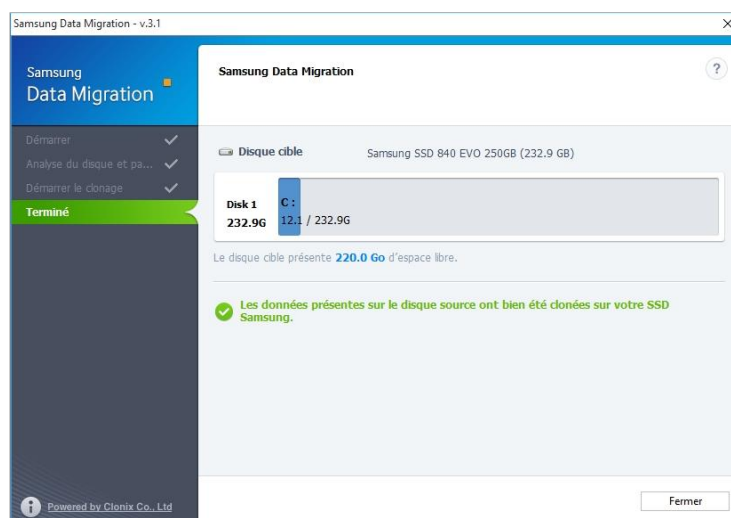 Samsung Data Migration - v.3.1
Samsung
Data Migration
Démarrer
Analyse du disque et pa...
Démarrer le clonage
Terminé
Powered by Clonix Co., Ltd
Samsung Data Migration
?
Disque cible
Samsung SSD 840 EVO 250GB (232.9 GB)
Disk 1
232.9G
C :
12.1 / 232.9G
Le disque cible présente 220.0 Go d'espace libre.
Les données présentes sur le disque source ont bien été clonées sur votre SSD
Samsung.
Fermer